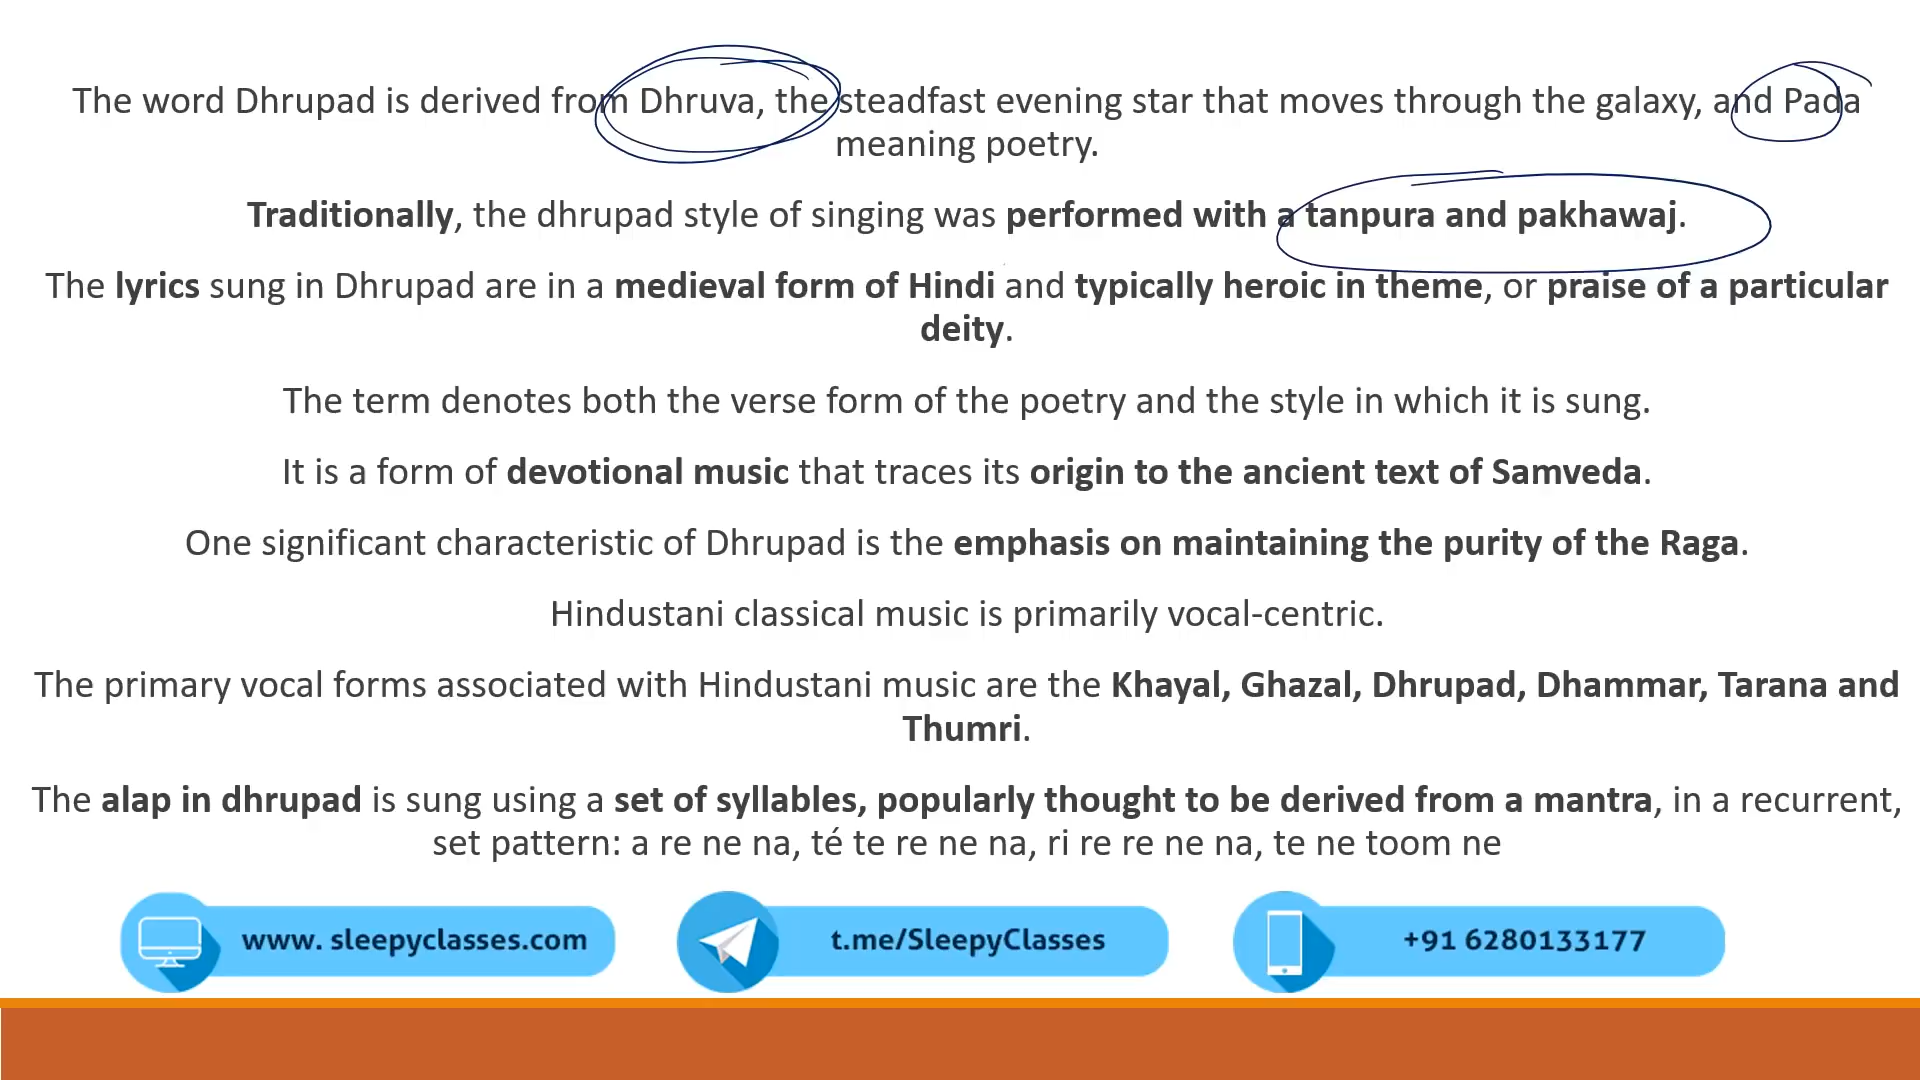 The word Dhrupad is derived from Dhruva, the steadfast evening star that moves through the galaxy, and Pada
meaning poetry.
Traditionally, the dhrupad style of singing was performed with a tanpura and pakhawaj.
The lyrics sung in Dhrupad are in a medieval form of Hindi and typically heroic in theme, or praise of a particular
deity.
The term denotes both the verse form of the poetry and the style in which it is sung.
It is a form of devotional music that traces its origin to the ancient text of Samveda.
One significant characteristic of Dhrupad is the emphasis on maintaining the purity of the Raga.
Hindustani classical music is primarily vocal-centric.
The primary vocal forms associated with Hindustani music are the Khayal, Ghazal, Dhrupad, Dhammar, Tarana and
Thumri.
The alap in dhrupad is sung using a set of syllables, popularly thought to be derived from a mantra, in a recurrent,
set pattern: a re ne na, té te re ne na, ri re re ne na, te ne toom ne
www. sleepyclasses.com
t.me/SleepyClasses
+91 6280133177